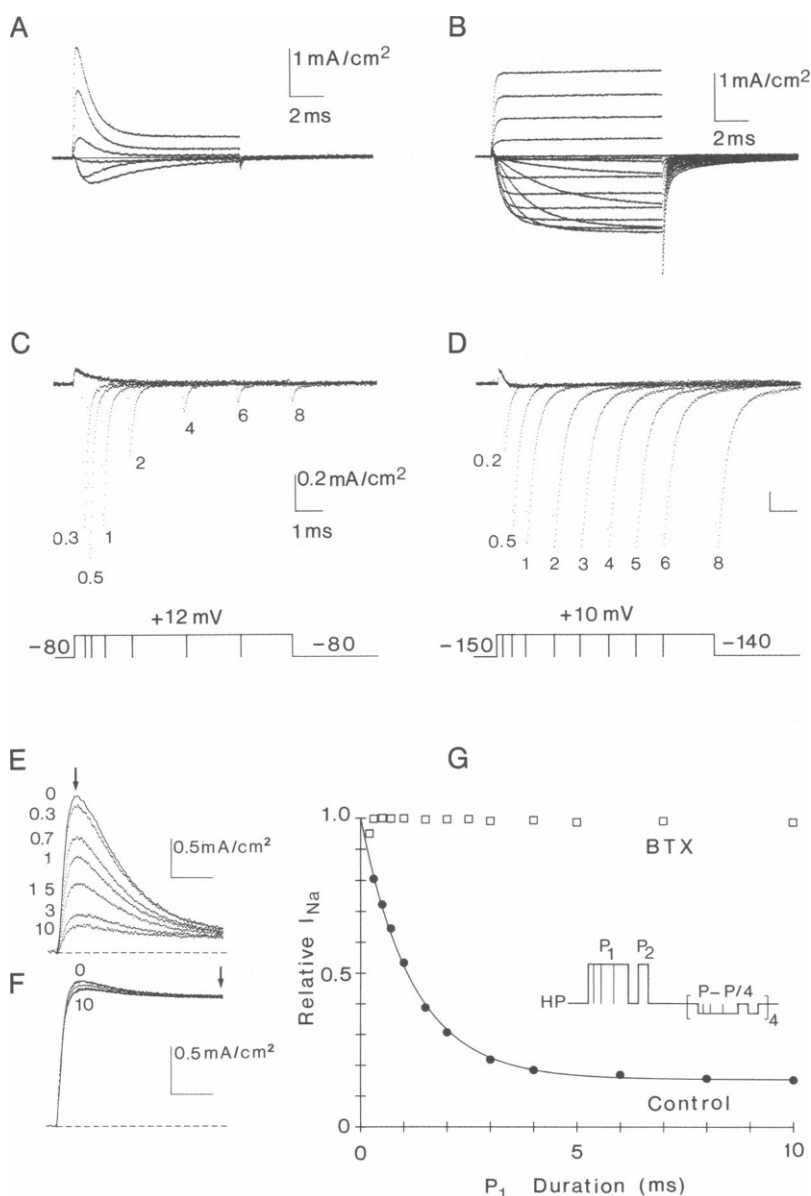 A
1 mA/cm2
2 ms
B
1 mA/cm2
2 ms
C
0.3
0.5
1
2
4
6
8
0.2 mA/cm2
1 ms
-80
+12 mV
-80
D
0.2
0.5
1
2
3
4
5
6
8
-150
+10 mV
-140
E
0
0.3
0.7
1
1 5
3
10
0.5mA/cm2
F
0
10
0.5mA/cm2
G
Relative INa
1.0
0.5
0
BTX
P1
P2
HP
P-P/4
4
Control
0
5
10
P1 Duration (ms)